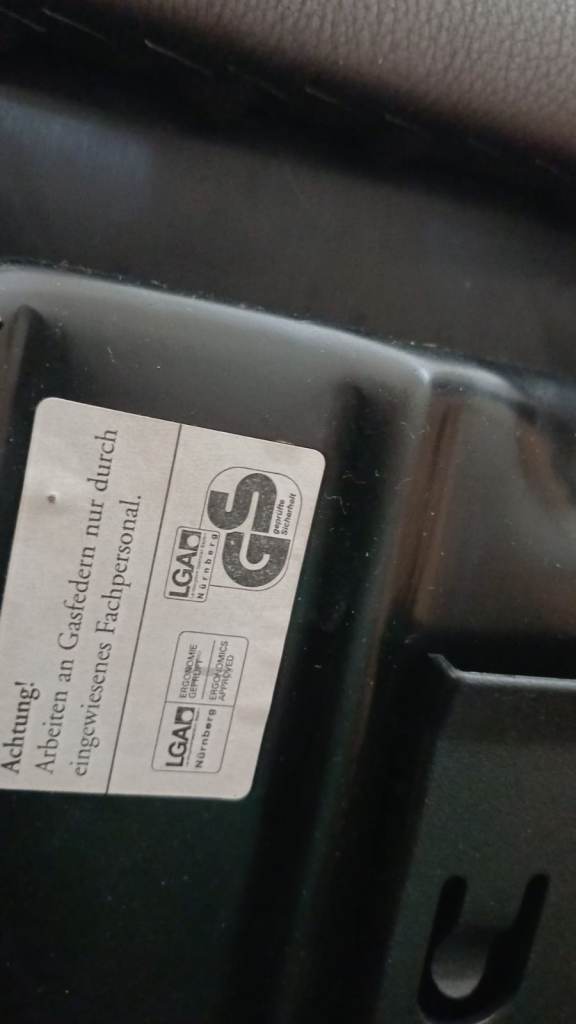 Achtung!
Arbeiten an Gasfedern nur durch
eingewiesenes Fachpersonal.
LGA
Nürnberg
ERGONOMIE
GEPRÜFT
ERGONOMICS
APPROVED
LGA
Nürnberg
GS
geprüfte
Sicherheit